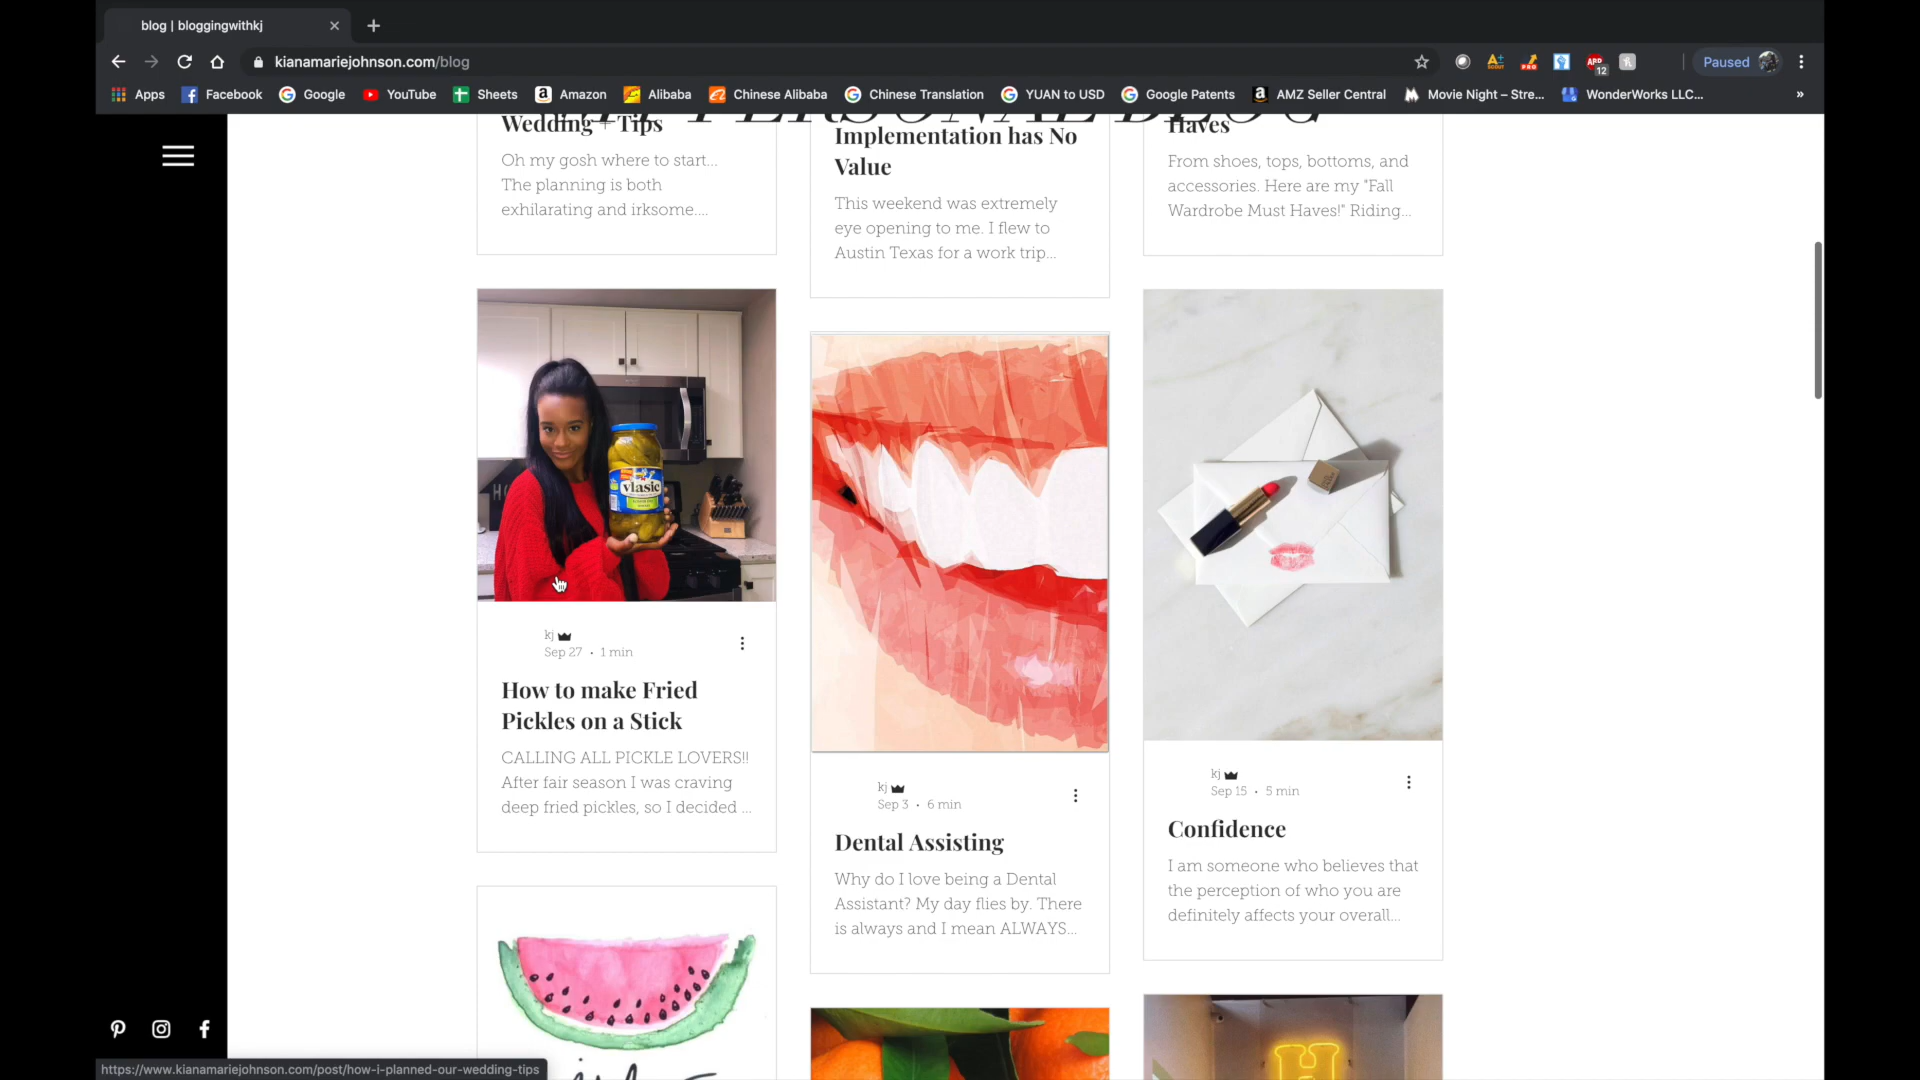 blog | bloggingwithkj
kianamariejohnson.com/blog
Paused
Apps Facebook Google YouTube Sheets Amazon Alibaba Chinese Alibaba Chinese Translation YUAN to USD Google Patents AMZ Seller Central Movie Night – Stre... WonderWorks LLC... »
PERSONAL BLOG
Wedding + Tips
Oh my gosh where to start...
The planning is both
exhilarating and irksome....
Implementation has No
Value
This weekend was extremely
eye opening to me. I flew to
Austin Texas for a work trip...
Haves
From shoes, tops, bottoms, and
accessories. Here are my "Fall
Wardrobe Must Haves!" Riding...
vlasic
kj
Sep 27 • 1 min
How to make Fried
Pickles on a Stick
CALLING ALL PICKLE LOVERS!!
After fair season I was craving
deep fried pickles, so I decided ...
kj
Sep 3 • 6 min
Dental Assisting
Why do I love being a Dental
Assistant? My day flies by. There
is always and I mean ALWAYS...
kj
Sep 15 • 5 min
Confidence
I am someone who believes that
the perception of who you are
definitely affects your overall...
H
https://www.kianamariejohnson.com/post/how-i-planned-our-wedding-tips